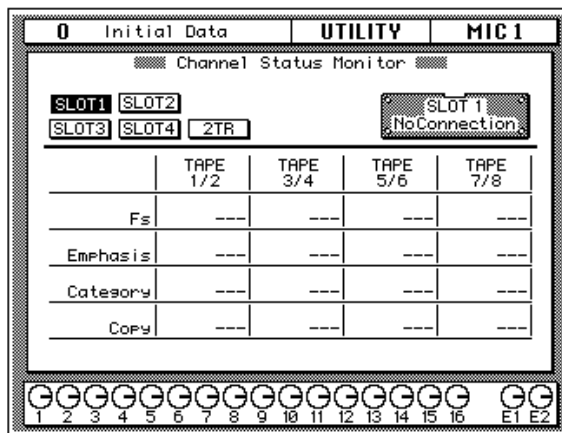 0 Initial Data UTILITY MIC 1
Channel Status Monitor
SLOT1 SLOT2
SLOT3 SLOT4 2TR
SLOT 1
NoConnection
TAPE 1/2 TAPE 3/4 TAPE 5/6 TAPE 7/8
Fs --- --- --- ---
Emphasis --- --- --- ---
Category --- --- --- ---
Copy --- --- --- ---
1 2 3 4 5 6 7 8 9 10 11 12 13 14 15 16 E1 E2